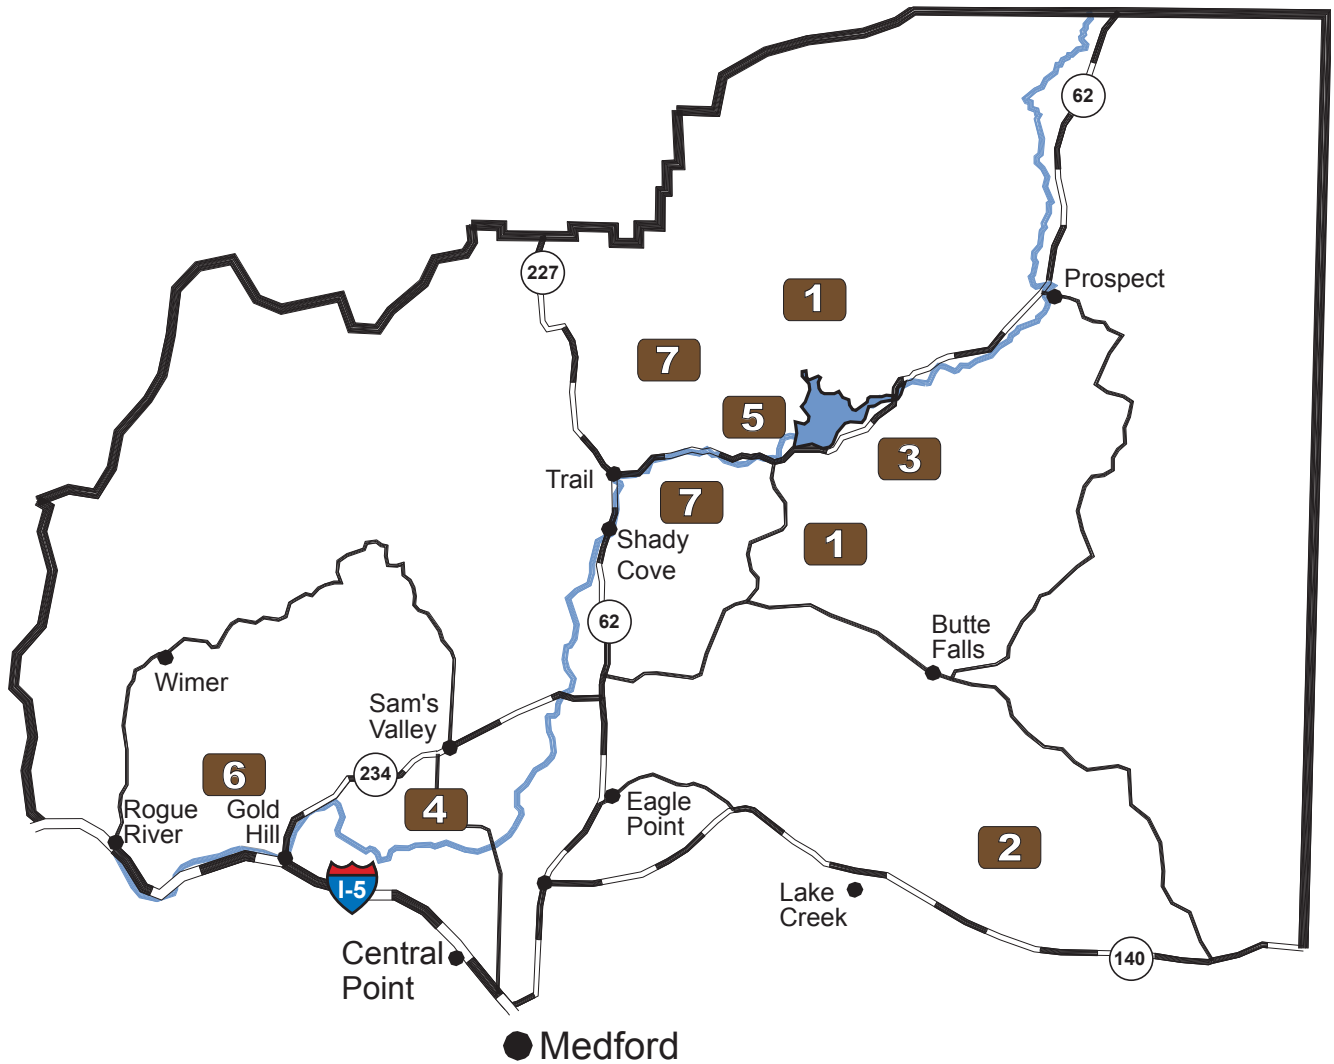 62
227
Prospect
1
7
5
3
Trail
7
Shady
Cove
1
62
Butte
Falls
Wimer
Sam's
Valley
6
234
4
Rogue
River
Gold
Hill
Eagle
Point
2
I-5
Lake
Creek
Central
Point
140
Medford